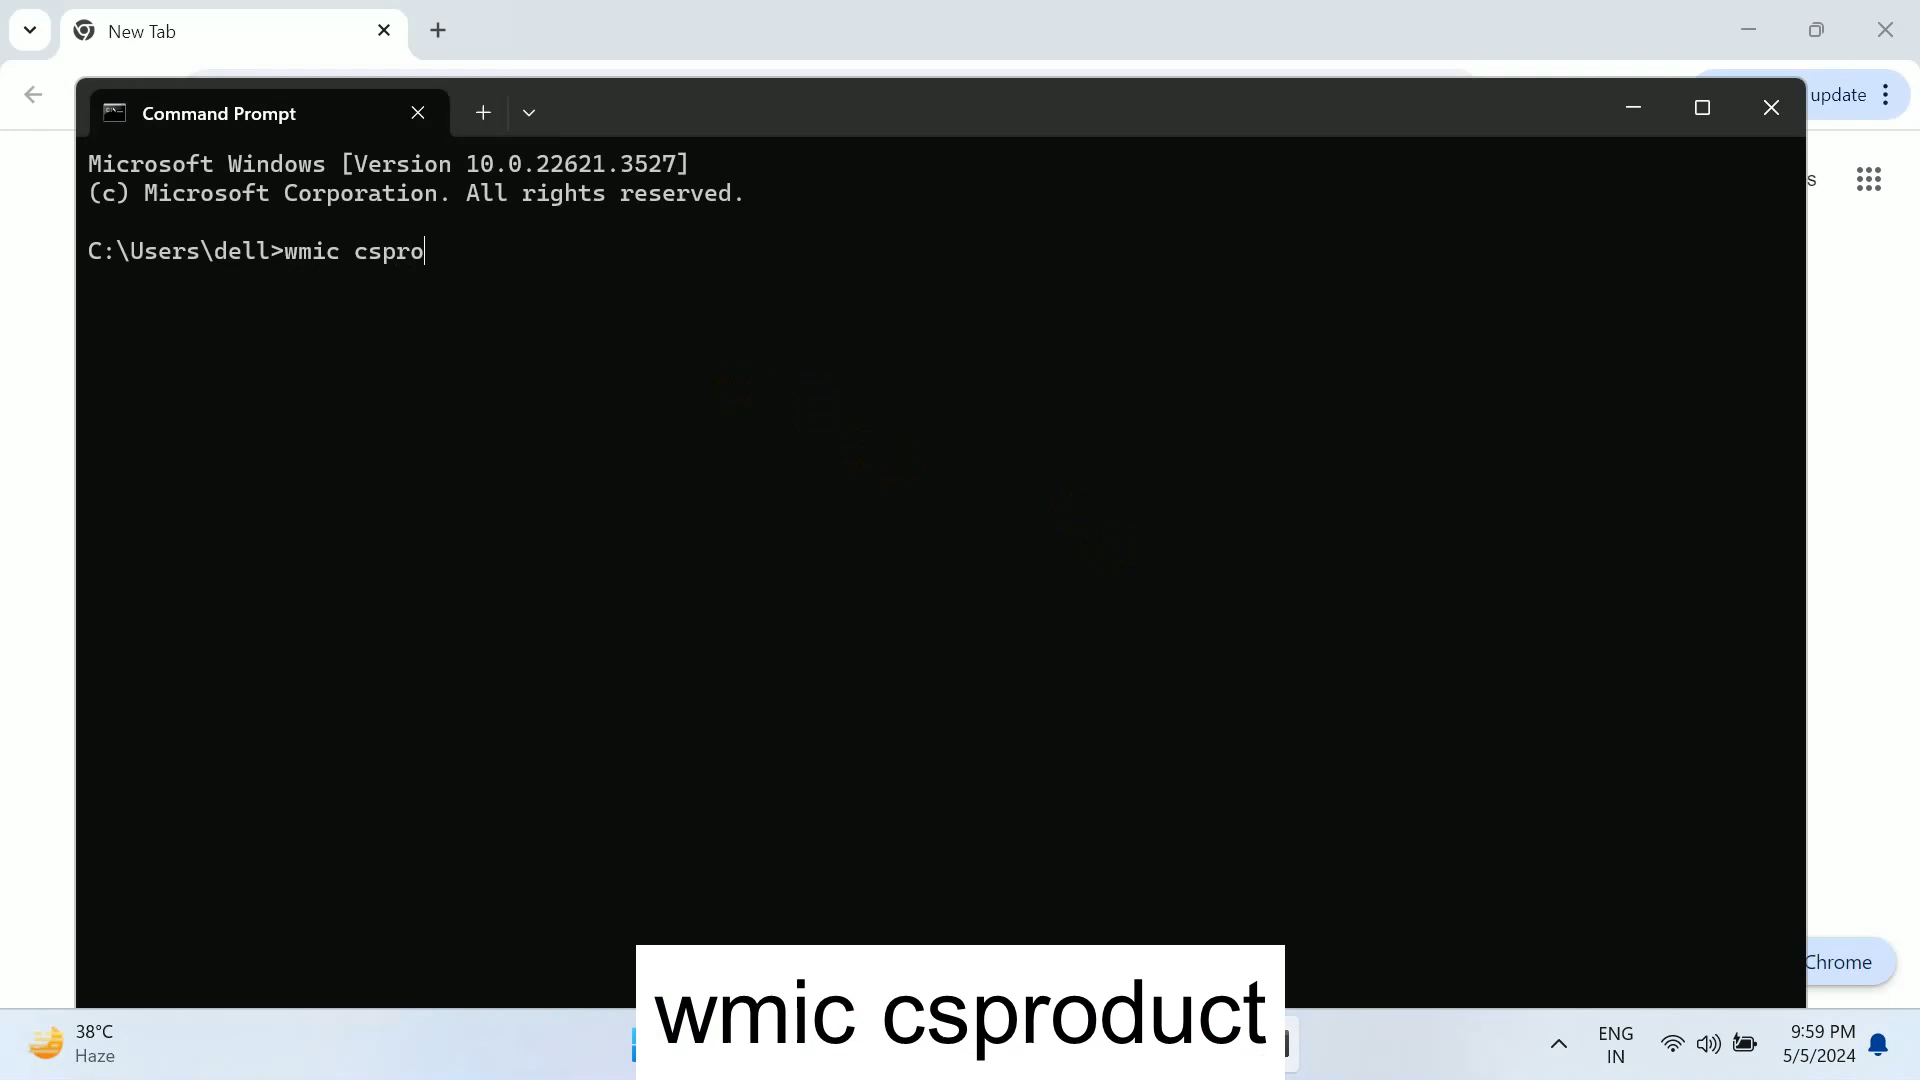 New Tab
update
Command Prompt
Microsoft Windows [Version 10.0.22621.3527]
(c) Microsoft Corporation. All rights reserved.
C:\Users\dell>wmic cspro
s
Chrome
wmic csproduct
38°C
Haze
ENG
IN
9:59 PM
5/5/2024